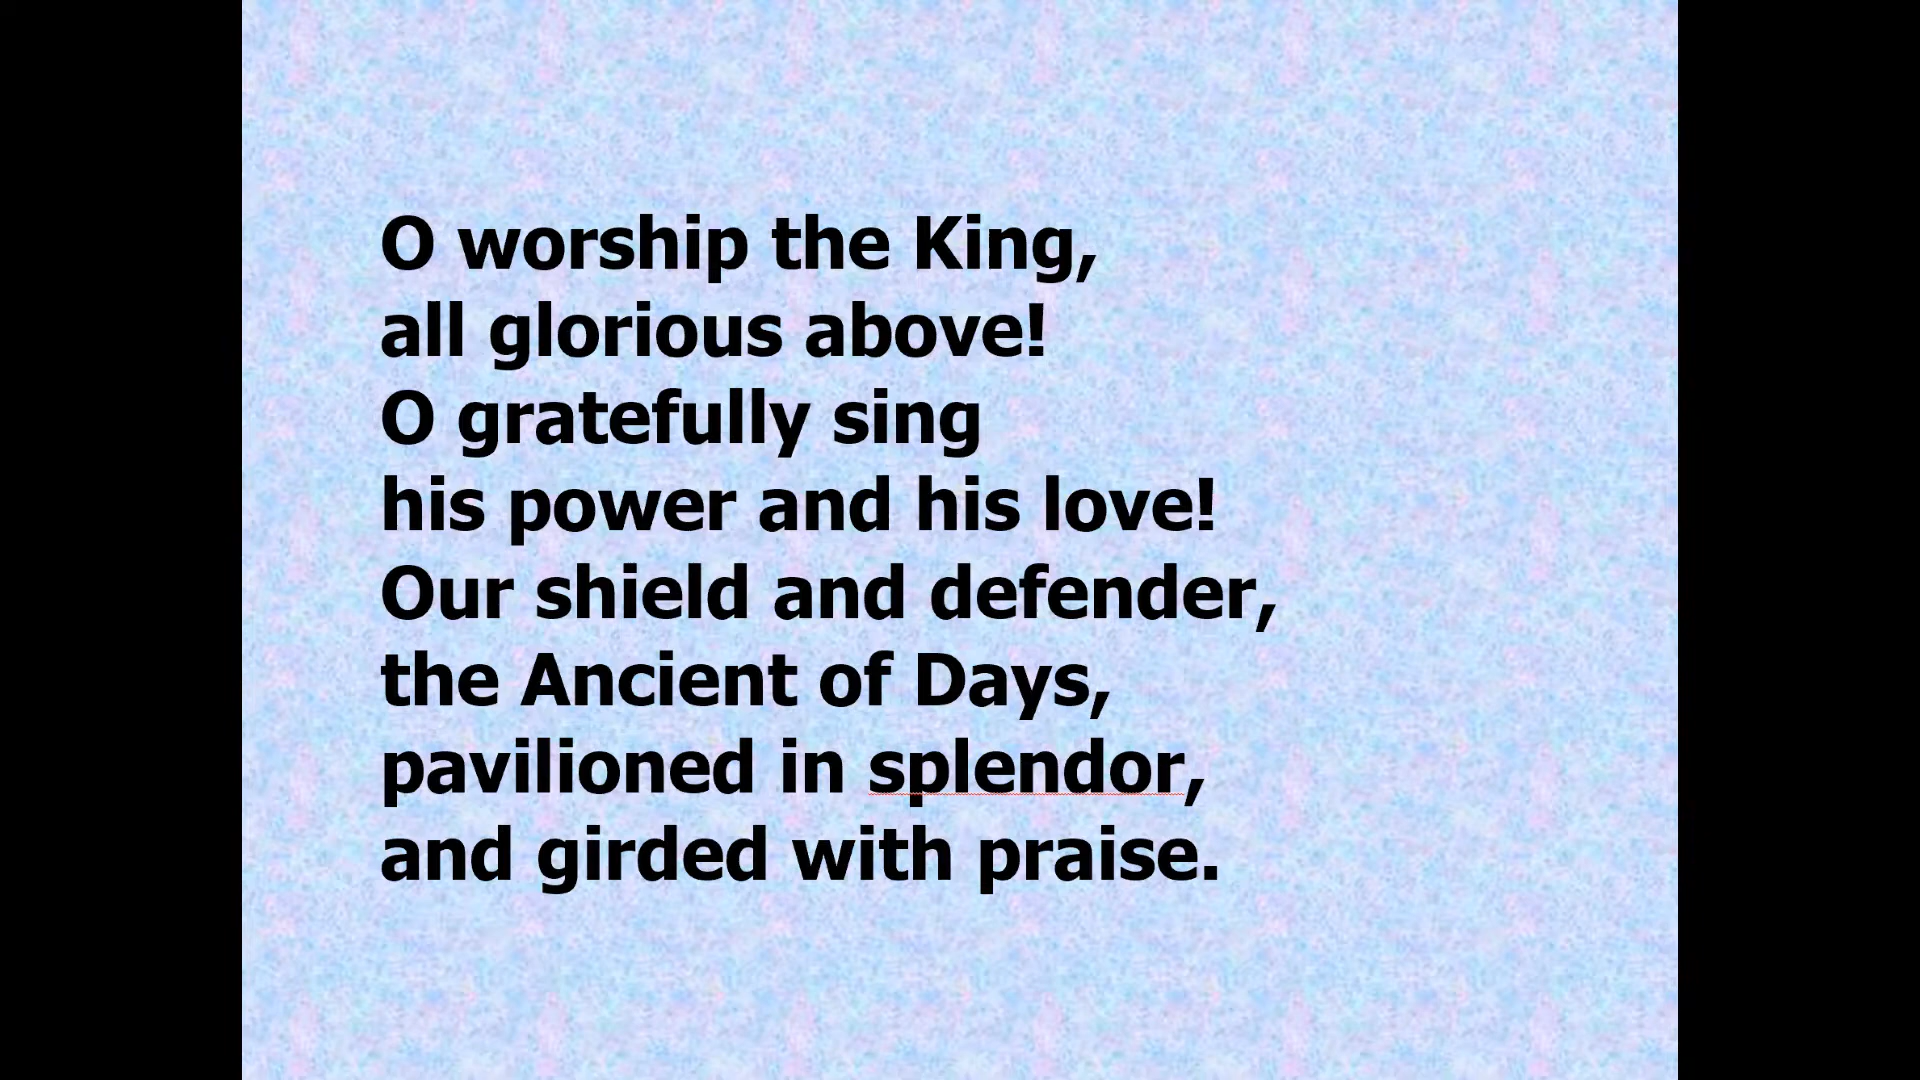 O worship the King,
all glorious above!
O gratefully sing
his power and his love!
Our shield and defender,
the Ancient of Days,
pavilioned in splendor,
and girded with praise.